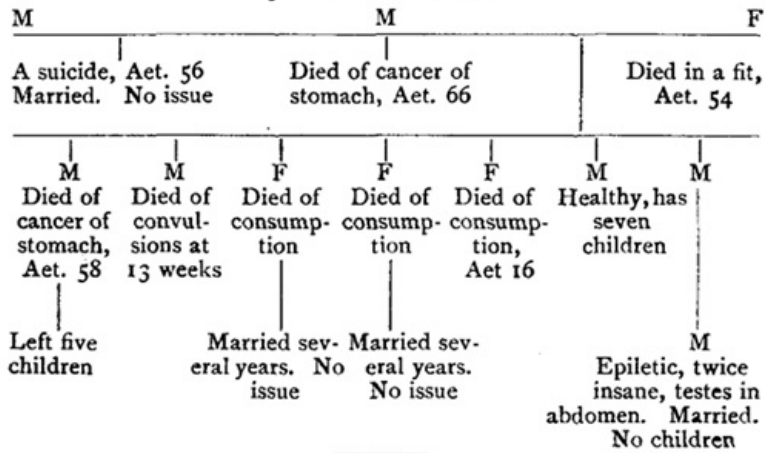 M M F
A suicide, Aet. 56 Died of cancer of Died in a fit,
Married. No issue stomach, Aet. 66 Aet. 54
M M F F F M M
Died of Died of Died of Died of Died of Healthy, has
cancer of convul- consump- consump- consump- seven
stomach, sions at tion tion tion, children
Aet. 58 13 weeks Aet 16
Left five Married sev- Married sev- M
children eral years. No eral years. Epiletic, twice
issue No issue insane, testes in
abdomen. Married.
No children